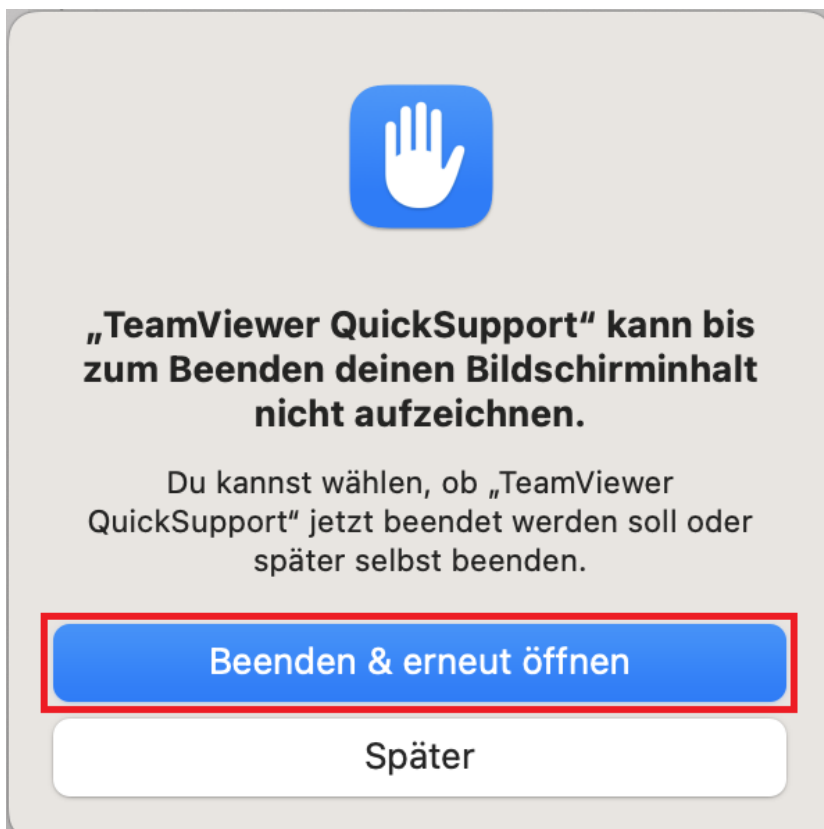 „TeamViewer QuickSupport“ kann bis
zum Beenden deinen Bildschirminhalt
nicht aufzeichnen.
Du kannst wählen, ob „TeamViewer
QuickSupport“ jetzt beendet werden soll oder
später selbst beenden.
Beenden & erneut öffnen
Später